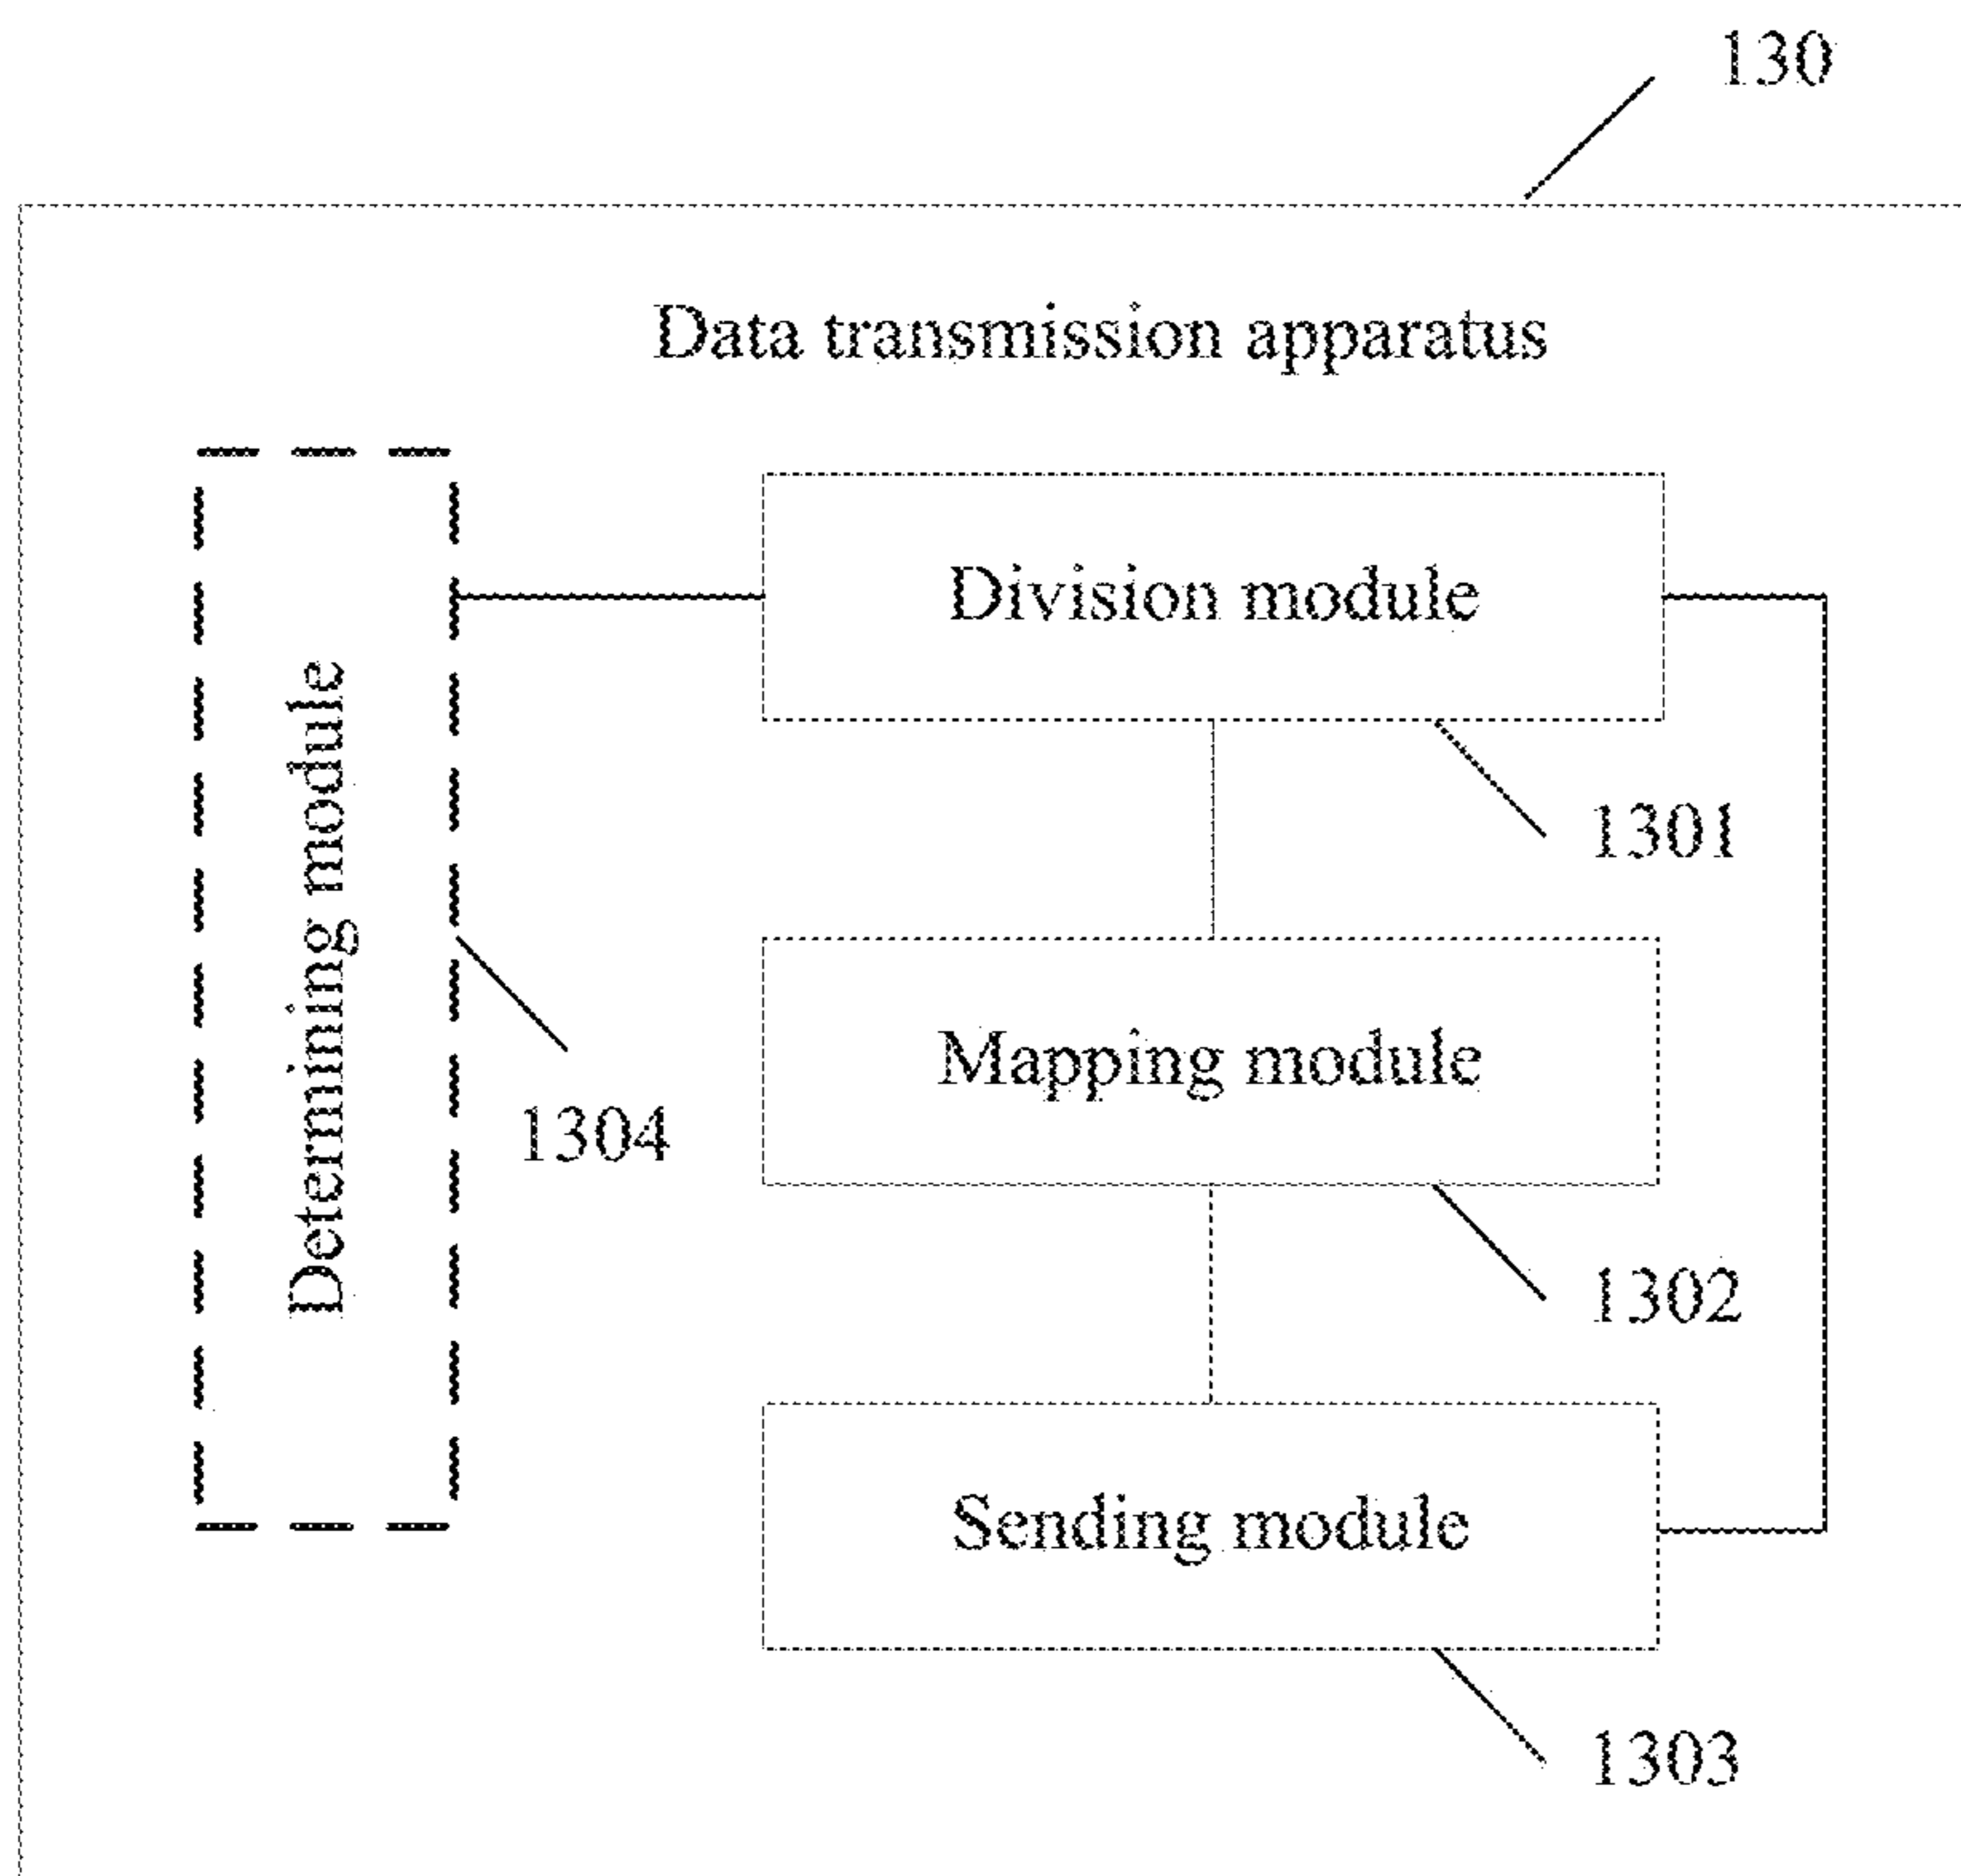 130
Data transmission apparatus
Determining module
Division module
1301
Mapping module
1304
1302
Sending module
1303